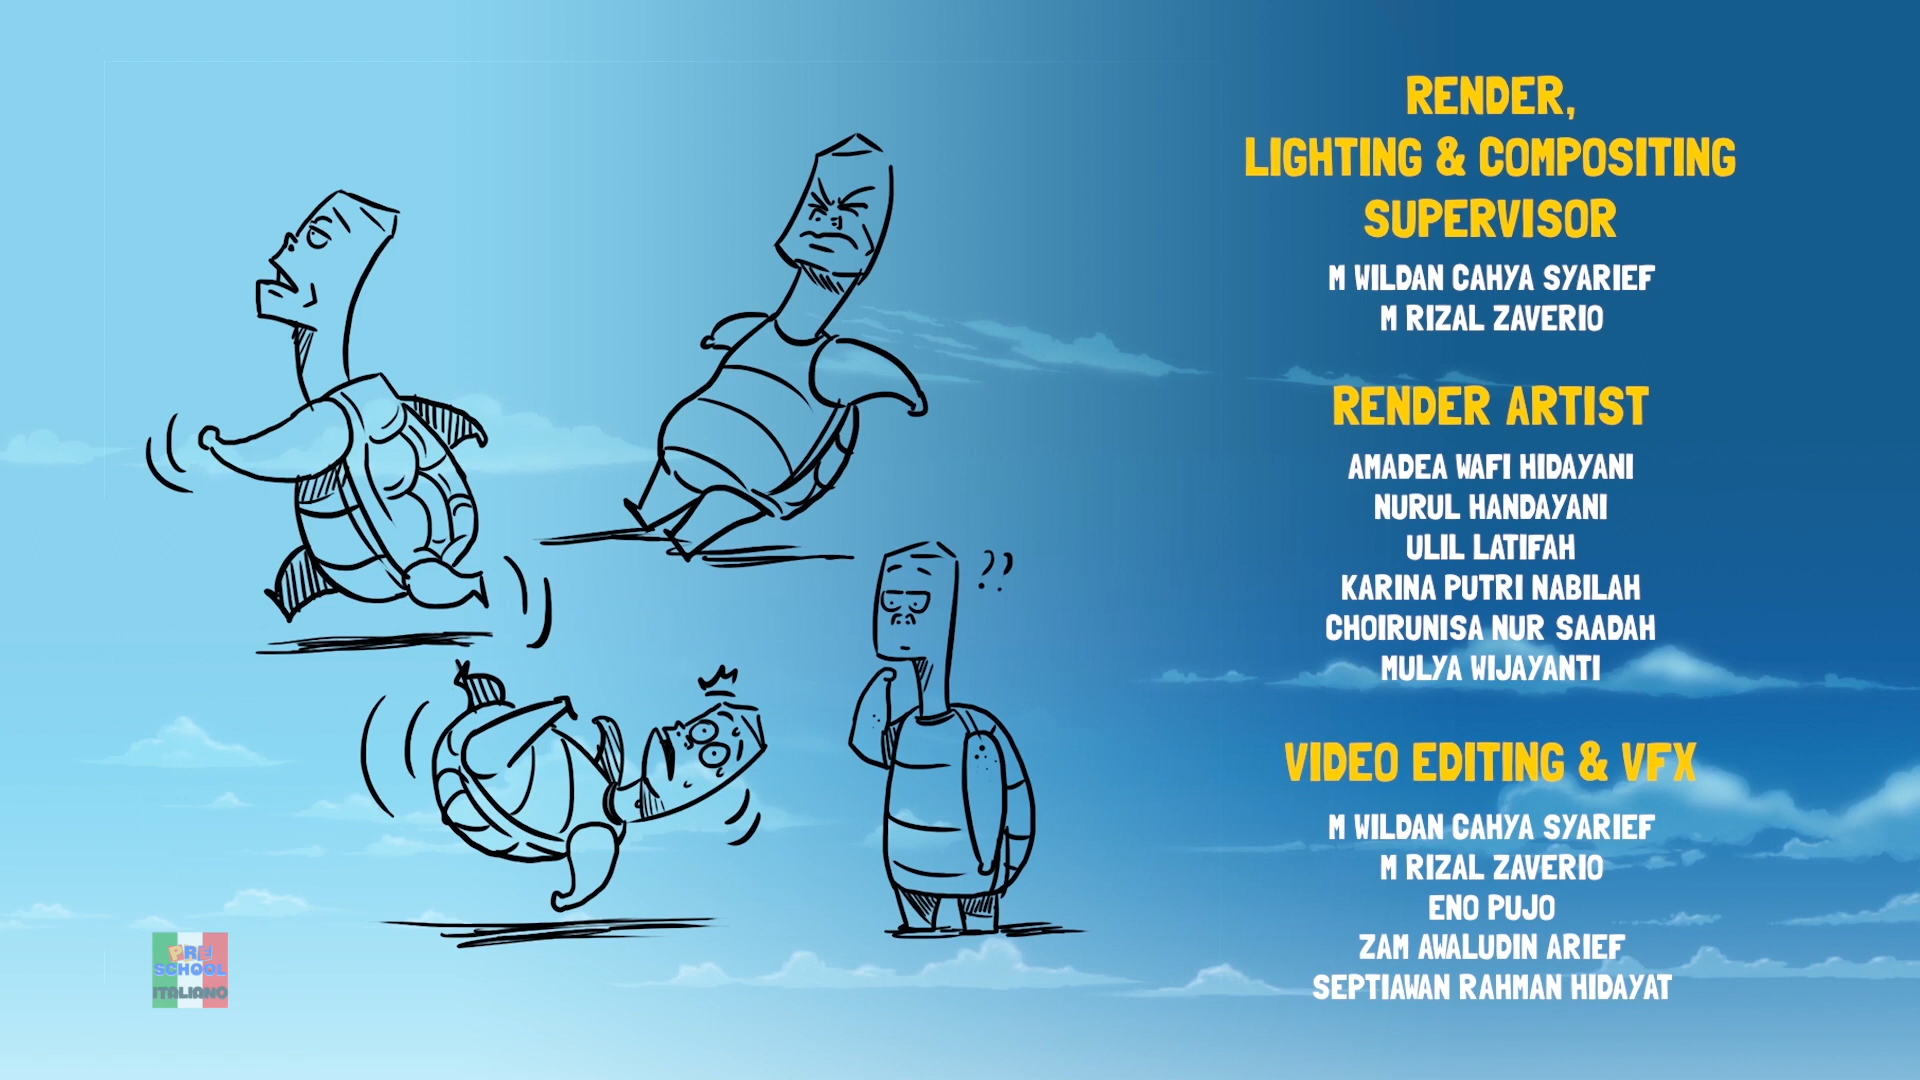 RENDER,
LIGHTING & COMPOSITING
SUPERVISOR
M WILDAN CAHYA SYARIEF
M RIZAL ZAVERIO
RENDER ARTIST
AMADEA WAFI HIDAYANI
NURUL HANDAYANI
ULIL LATIFAH
KARINA PUTRI NABILAH
CHOIRUNISA NUR SAADAH
MULYA WIJAYANTI
VIDEO EDITING & VFX
M WILDAN CAHYA SYARIEF
M RIZAL ZAVERIO
ENO PUJO
ZAM AWALUDIN ARIEF
SEPTIAWAN RAHMAN HIDAYAT
??
PRE
SCHOOL
ITALIANO